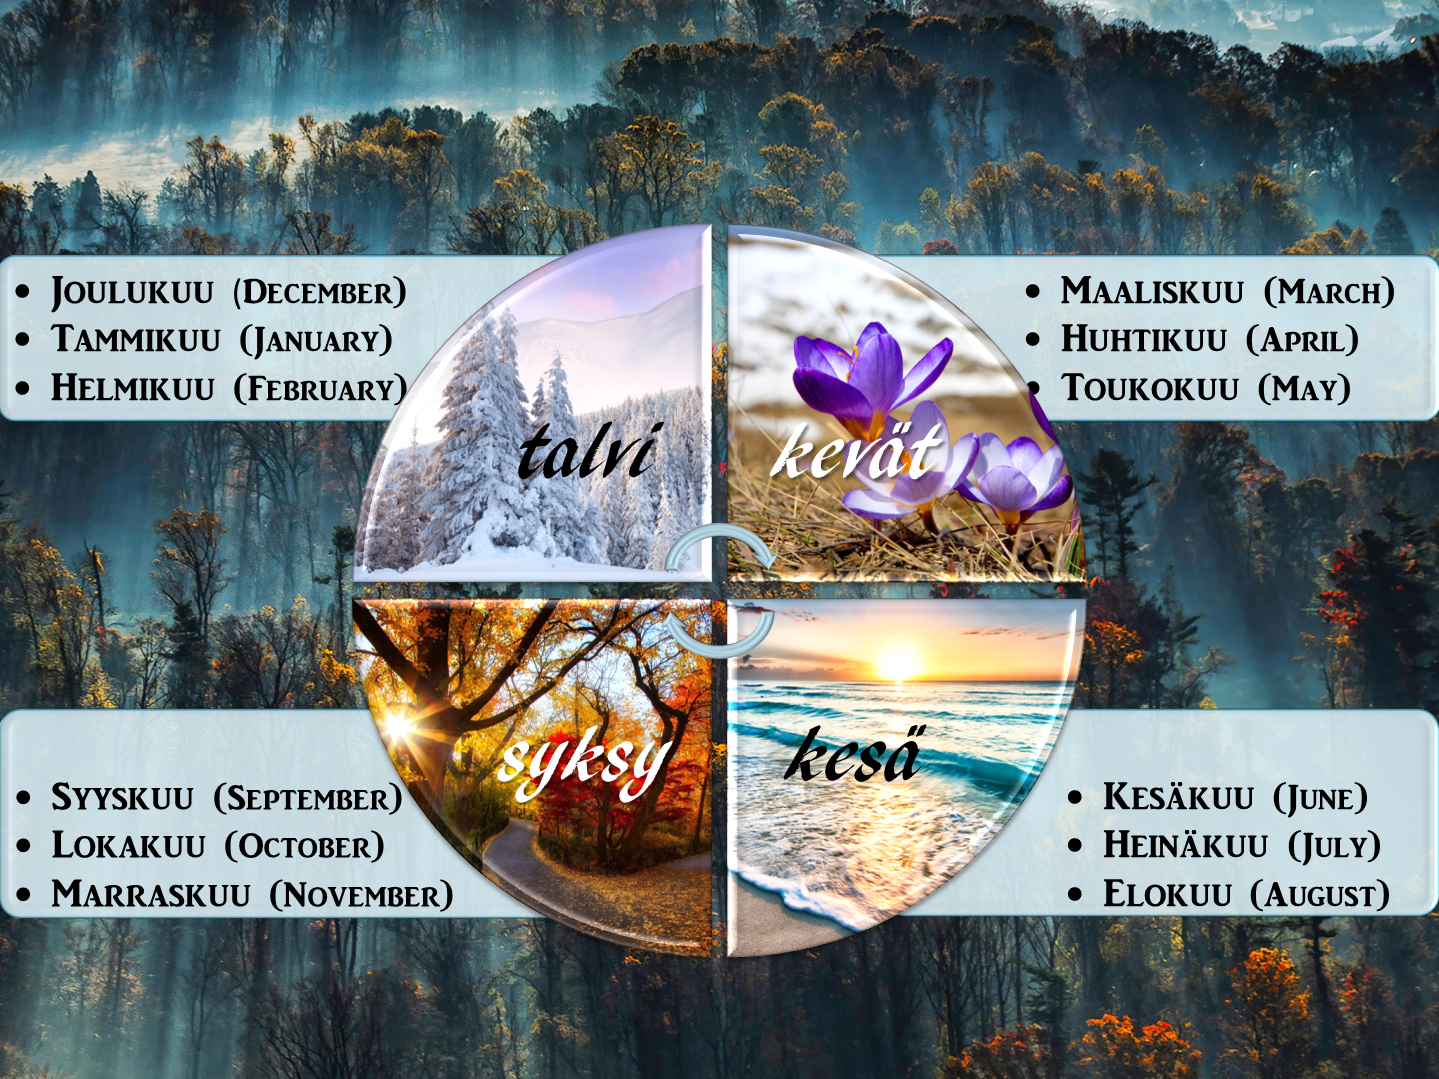 • Joulukuu (December)
• Tammikuu (January)
• Helmikuu (February)
talvi
• Maaliskuu (March)
• Huhtikuu (April)
• Toukokuu (May)
kevät
• Syyskuu (September)
• Lokakuu (October)
• Marraskuu (November)
syksy
• Kesäkuu (June)
• Heinäkuu (July)
• Elokuu (August)
kesä